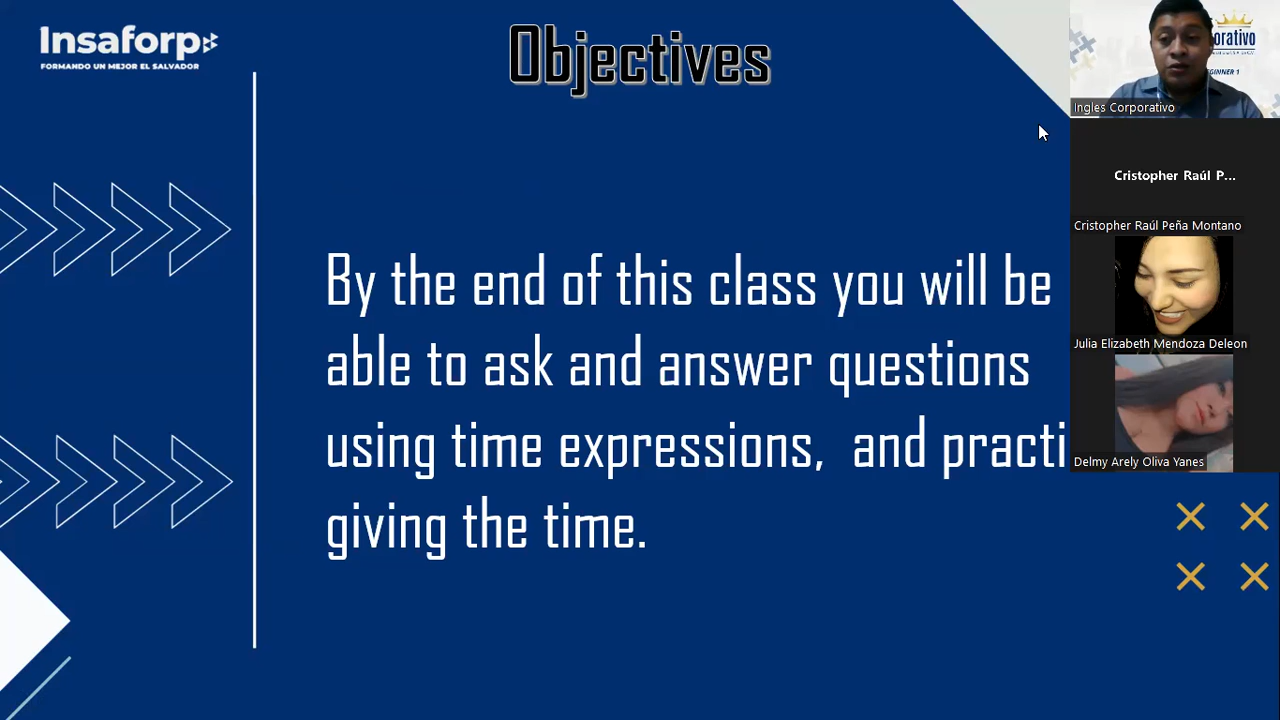 Insaforp
FORMANDO UN MEJOR EL SALVADOR
Objectives
By the end of this class you will be
able to ask and answer questions
using time expressions, and practi
giving the time.
Ingles Corporativo
Cristopher Raúl P...
Cristopher Raúl Peña Montano
Julia Elizabeth Mendoza Deleon
Delmy Arely Oliva Yanes